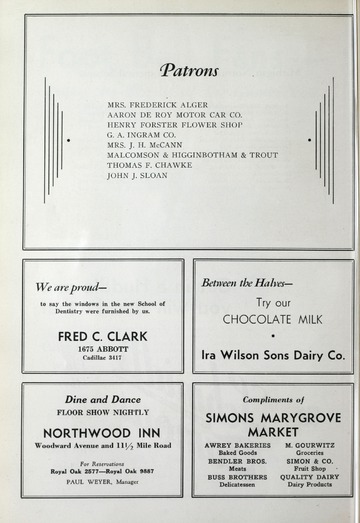 Patrons
MRS. FREDERICK ALGER
AARON DE ROY MOTOR CAR CO.
HENRY FORSTER FLOWER SHOP
G. A. INGRAM CO.
MRS. J. H. McCANN
MALCOMSON & HIGGINBOTHAM & TROUT
THOMAS F. CHAWKE
JOHN J. SLOAN
We are proud—
to say the windows in the new School of
Dentistry were furnished by us.
FRED C. CLARK
1675 ABBOTT
Cadillac 3417
Between the Halves—
Try our
CHOCOLATE MILK
•
Ira Wilson Sons Dairy Co.
Dine and Dance
FLOOR SHOW NIGHTLY
NORTHWOOD INN
Woodward Avenue and 11½ Mile Road
For Reservations
Royal Oak 2577—Royal Oak 9887
PAUL WEYER, Manager
Compliments of
SIMONS MARYGROVE
MARKET
AWREY BAKERIES
Baked Goods
BENDLER BROS.
Meats
BUSS BROTHERS
Delicatessen
M. GOURWITZ
Groceries
SIMON & CO.
Fruit Shop
QUALITY DAIRY
Dairy Products